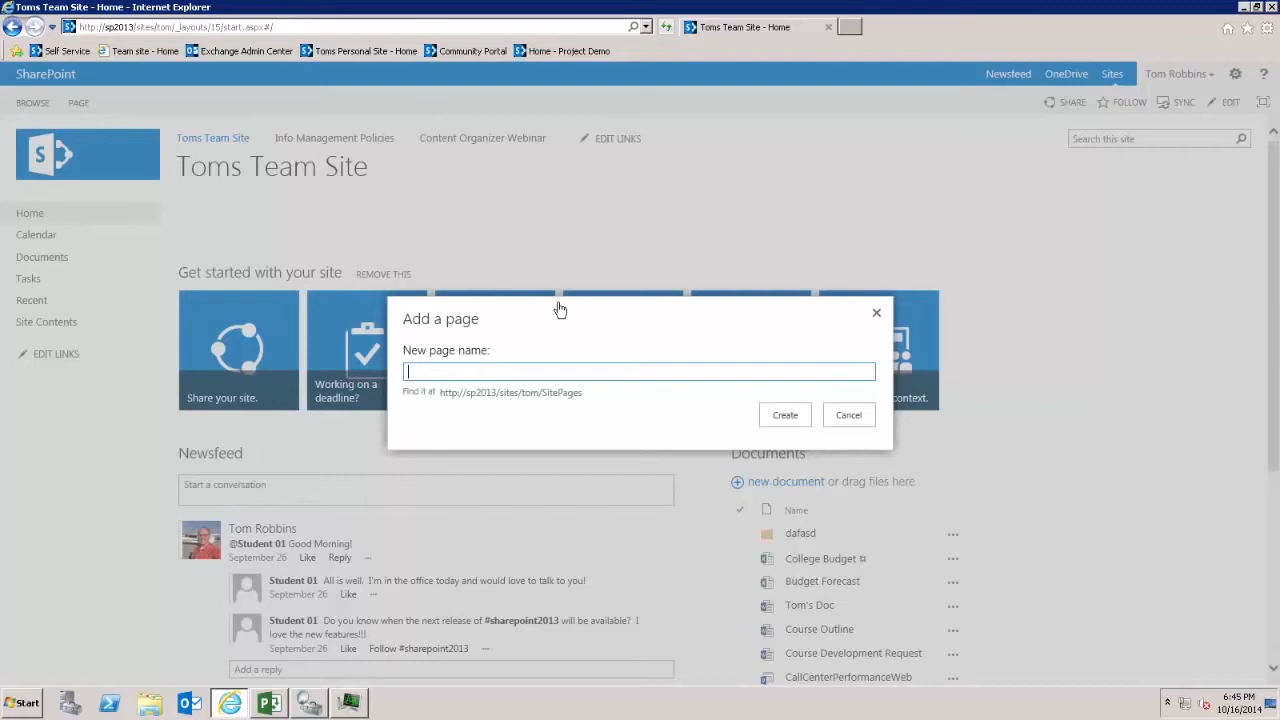 Toms Team Site - Home - Internet Explorer
http://sp2013/sites/tom/_layouts/15/start.aspx#/
Toms Team Site - Home
Self Service
Team site - Home
Exchange Admin Center
Toms Personal Site - Home
Community Portal
Home - Project Demo
SharePoint
Newsfeed
OneDrive
Sites
Tom Robbins
BROWSE
PAGE
SHARE
FOLLOW
SYNC
EDIT
Toms Team Site
Info Management Policies
Content Organizer Webinar
EDIT LINKS
Search this site
Toms Team Site
Home
Calendar
Documents
Tasks
Recent
Site Contents
EDIT LINKS
Get started with your site
REMOVE THIS
Share your site.
Working on a
deadline?
context.
Add a page
New page name:
Find it at http://sp2013/sites/tom/SitePages
Create
Cancel
Newsfeed
Start a conversation
Tom Robbins
@Student 01 Good Morning!
September 26 Like Reply ...
Student 01 All is well. I'm in the office today and would love to talk to you!
September 26 Like ...
Student 01 Do you know when the next release of #sharepoint2013 will be available? I
love the new features!!!
September 26 Like Follow #sharepoint2013 ...
Add a reply
Documents
new document or drag files here
Name
dafasd
College Budget
Budget Forecast
Tom's Doc
Course Outline
Course Development Request
CallCenterPerformanceWeb
Start
6:45 PM
10/16/2014